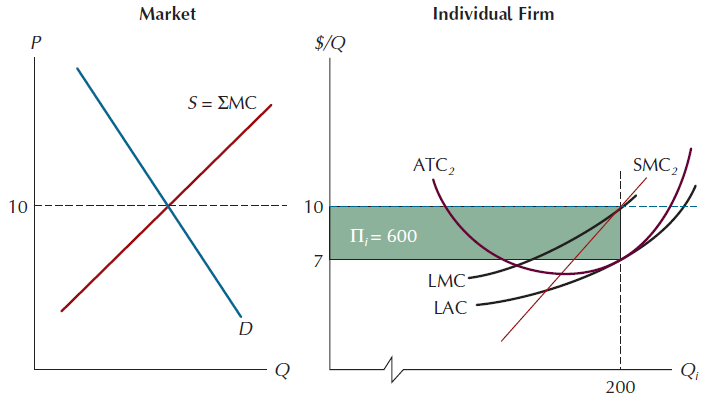 Market
P
S = ΣMC
10
D
Q
Individual Firm
$/Q
ATC₂
SMC₂
10
Πᵢ = 600
7
LMC
LAC
200
Qᵢ